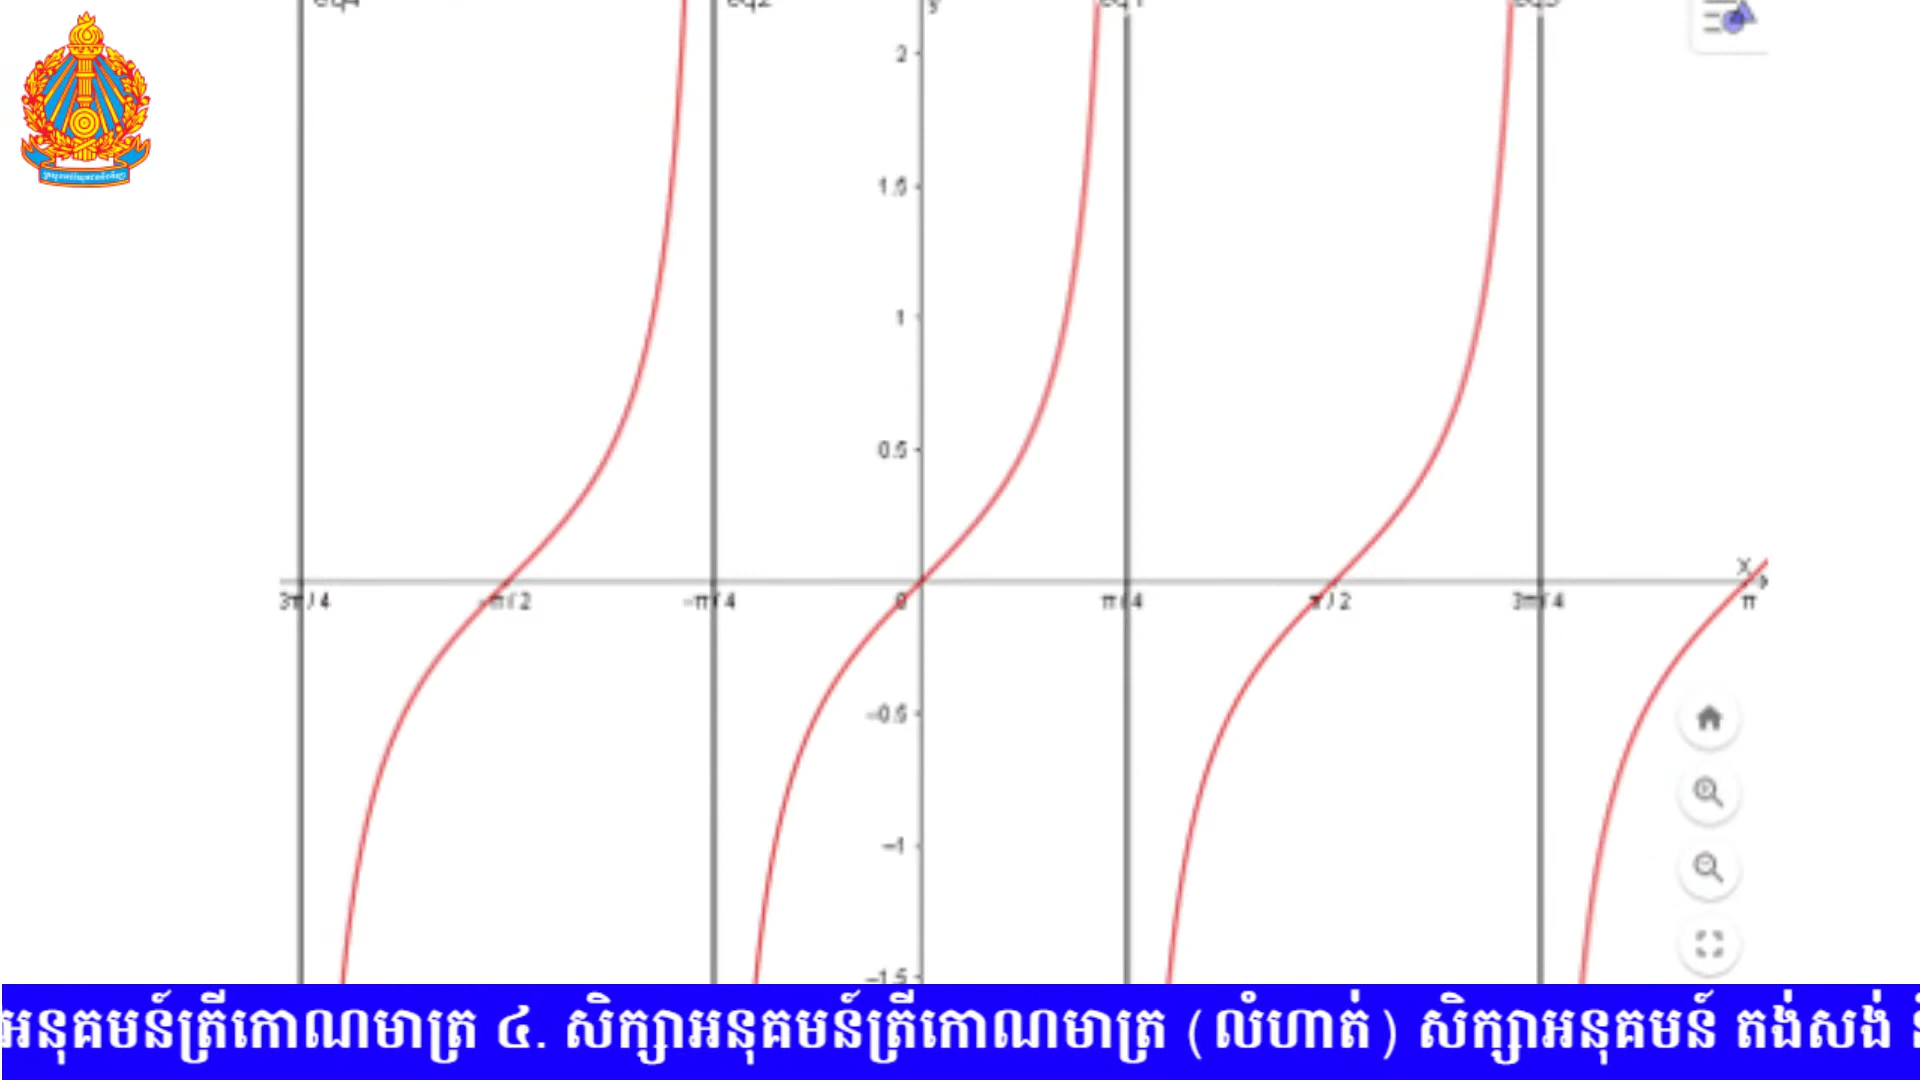 y
2
1.5
1
0.5
x
3π/4 -π/2 -π/4 0 π/4 π/2 3π/4 π
-0.5
-1
-1.5
អនុគមន៍ត្រីកោណមាត្រ ៤. សិក្សាអនុគមន៍ត្រីកោណមាត្រ (លំហាត់) សិក្សាអនុគមន៍ តង់សង់